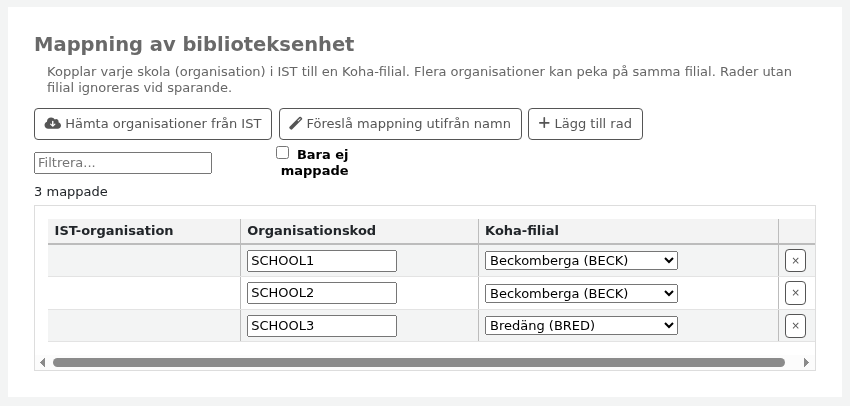 Mappning av biblioteksenhet
Kopplar varje skola (organisation) i IST till en Koha-filial. Flera organisationer kan peka på samma filial. Rader utan
filial ignoreras vid sparande.
Hämta organisationer från IST Föreslå mappning utifrån namn + Lägg till rad
Filtrera... Bara ej
mappade
3 mappade
IST-organisation Organisationskod Koha-filial
SCHOOL1 Beckomberga (BECK) ×
SCHOOL2 Beckomberga (BECK) ×
SCHOOL3 Bredäng (BRED) ×